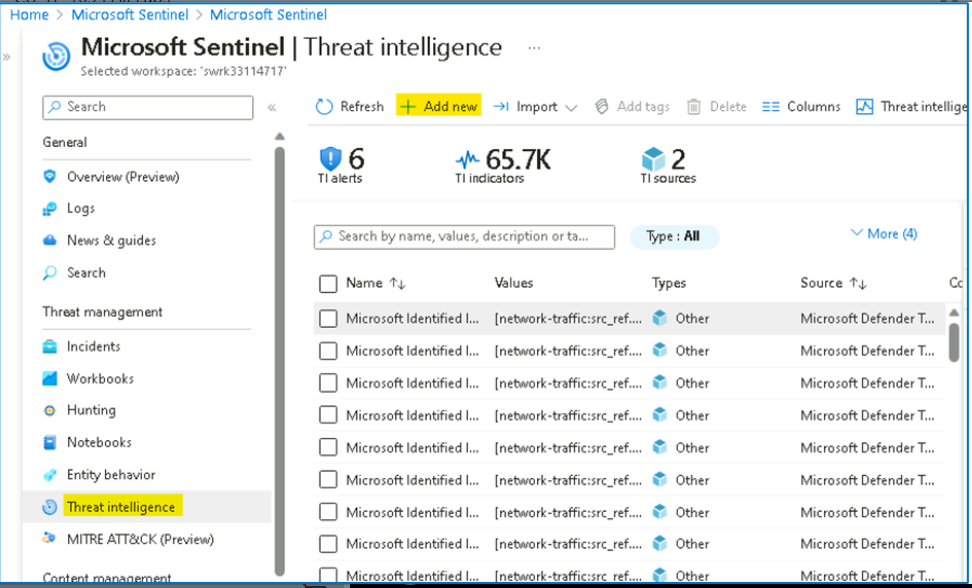 Home > Microsoft Sentinel > Microsoft Sentinel
Microsoft Sentinel | Threat intelligence ...
Selected workspace: 'swrk33114717'
Search
General
Overview (Preview)
Logs
News & guides
Search
Threat management
Incidents
Workbooks
Hunting
Notebooks
Entity behavior
Threat intelligence
MITRE ATT&CK (Preview)
Content management
Refresh + Add new Import Add tags Delete Columns Threat intellige
6 65.7K 2
TI alerts TI indicators TI sources
Search by name, values, description or ta... Type : All More (4)
Name ↑↓ Values Types Source ↑↓ Co
Microsoft Identified I... [network-traffic:src_ref.... Other Microsoft Defender T...
Microsoft Identified I... [network-traffic:src_ref.... Other Microsoft Defender T...
Microsoft Identified I... [network-traffic:src_ref.... Other Microsoft Defender T...
Microsoft Identified I... [network-traffic:src_ref.... Other Microsoft Defender T...
Microsoft Identified I... [network-traffic:src_ref.... Other Microsoft Defender T...
Microsoft Identified I... [network-traffic:src_ref.... Other Microsoft Defender T...
Microsoft Identified I... [network-traffic:src_ref.... Other Microsoft Defender T...
Microsoft Identified I... [network-traffic:src_ref.... Other Microsoft Defender T...
Microsoft Identified I... [network-traffic:src_ref.... Other Microsoft Defender T...